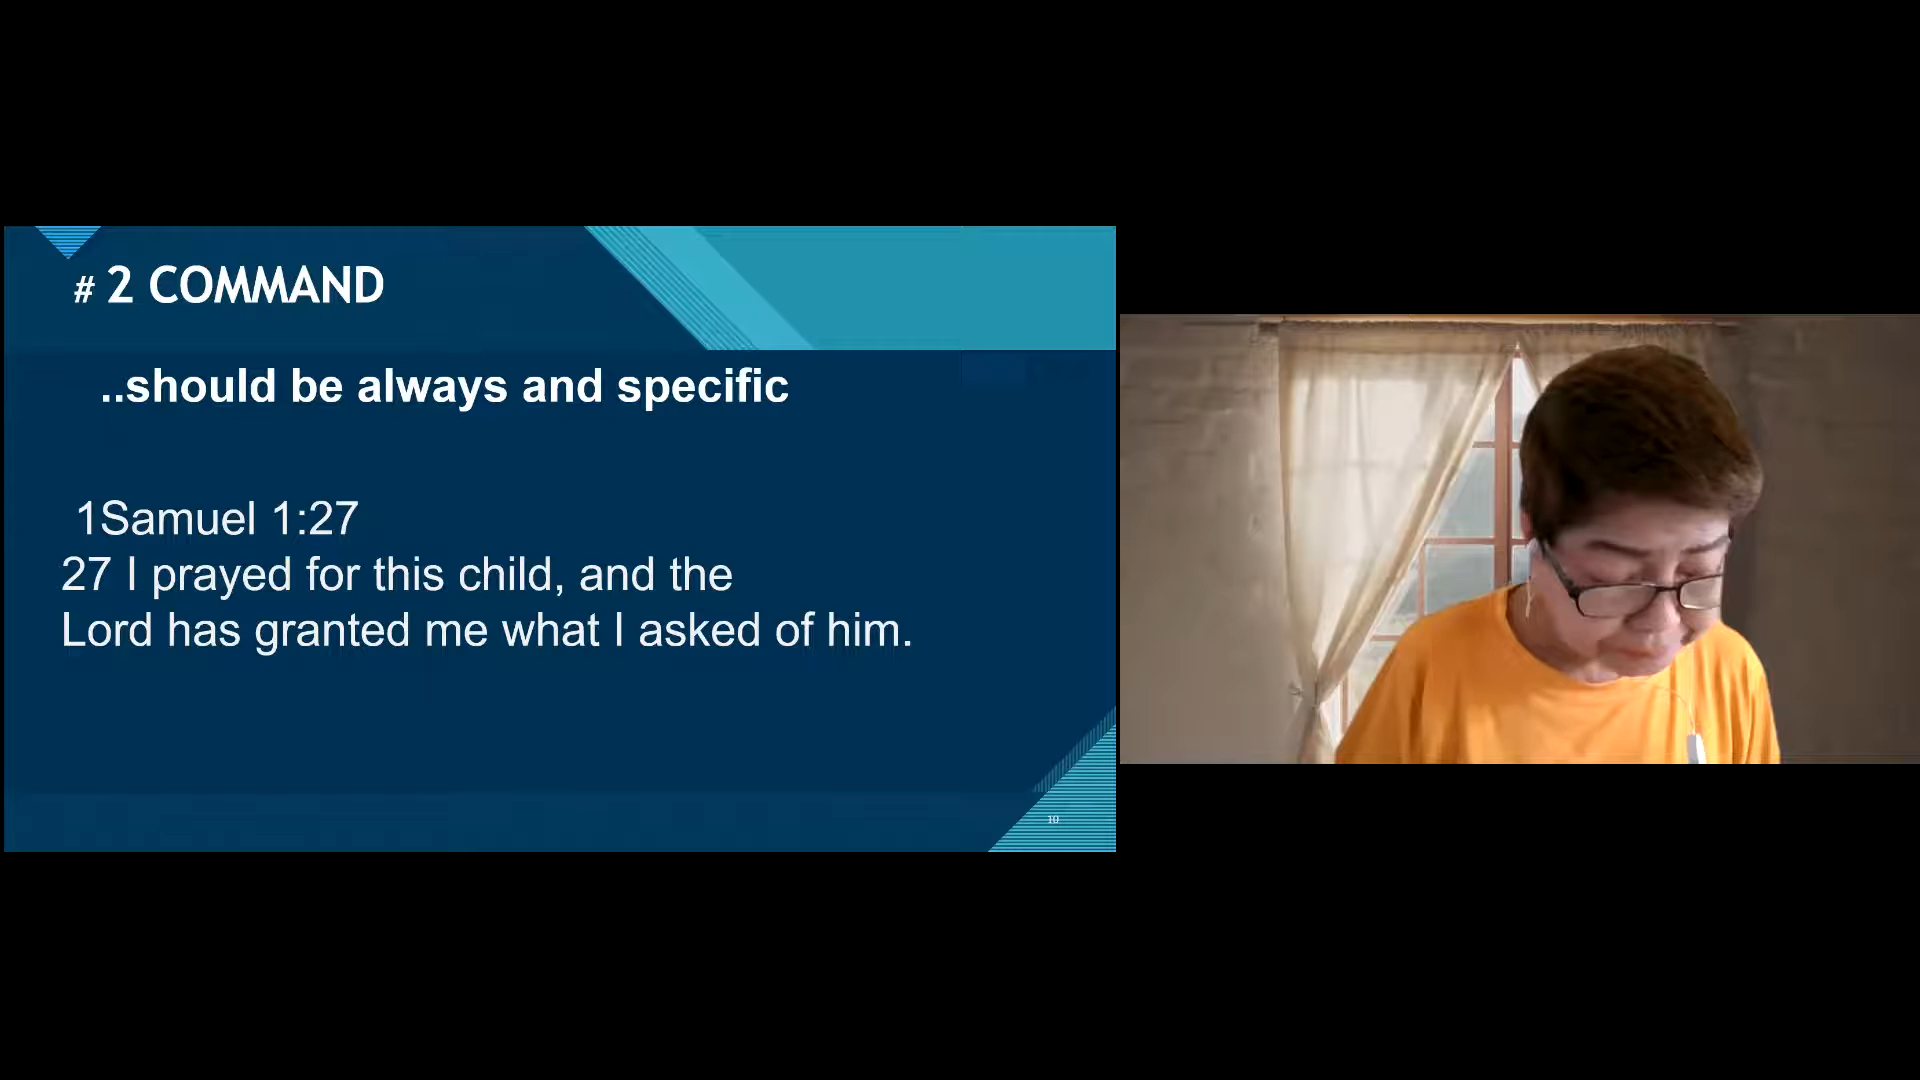 # 2 COMMAND
..should be always and specific
1Samuel 1:27
27 I prayed for this child, and the
Lord has granted me what I asked of him.
10